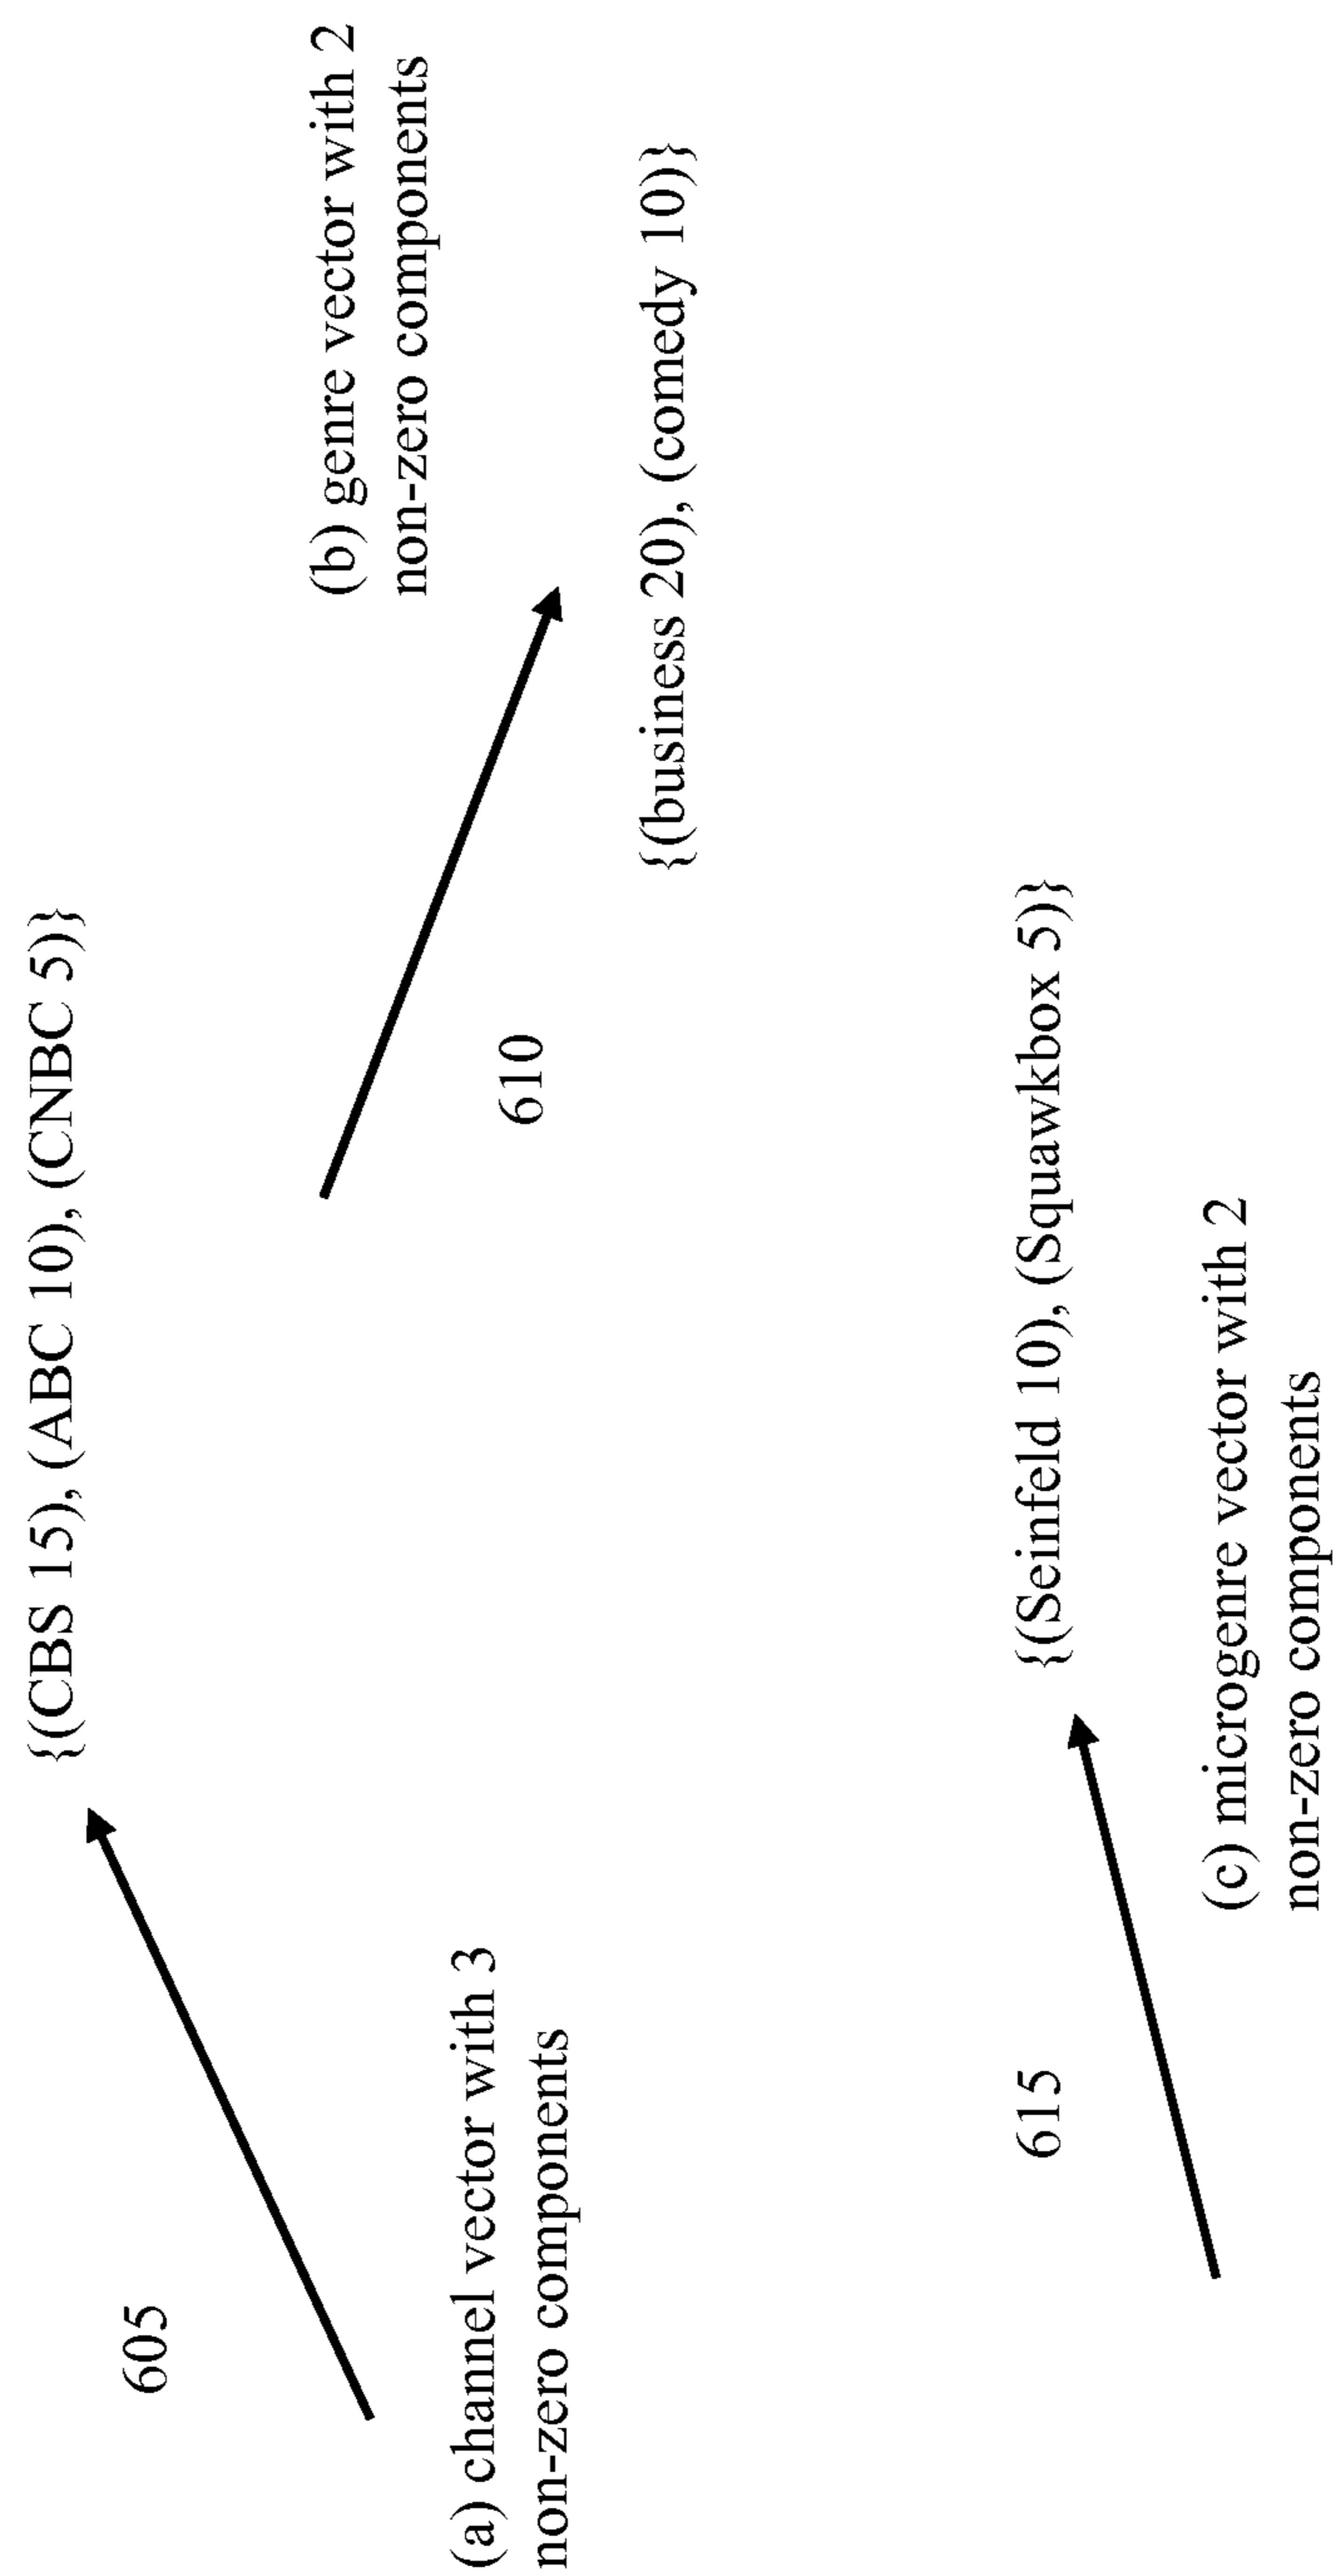 {(CBS 15), (ABC 10), (CNBC 5)}
605
(a) channel vector with 3
non-zero components
(b) genre vector with 2
non-zero components
610
{(business 20), (comedy 10)}
615
{(Seinfeld 10), (Squawkbox 5)}
(c) microgenre vector with 2
non-zero components